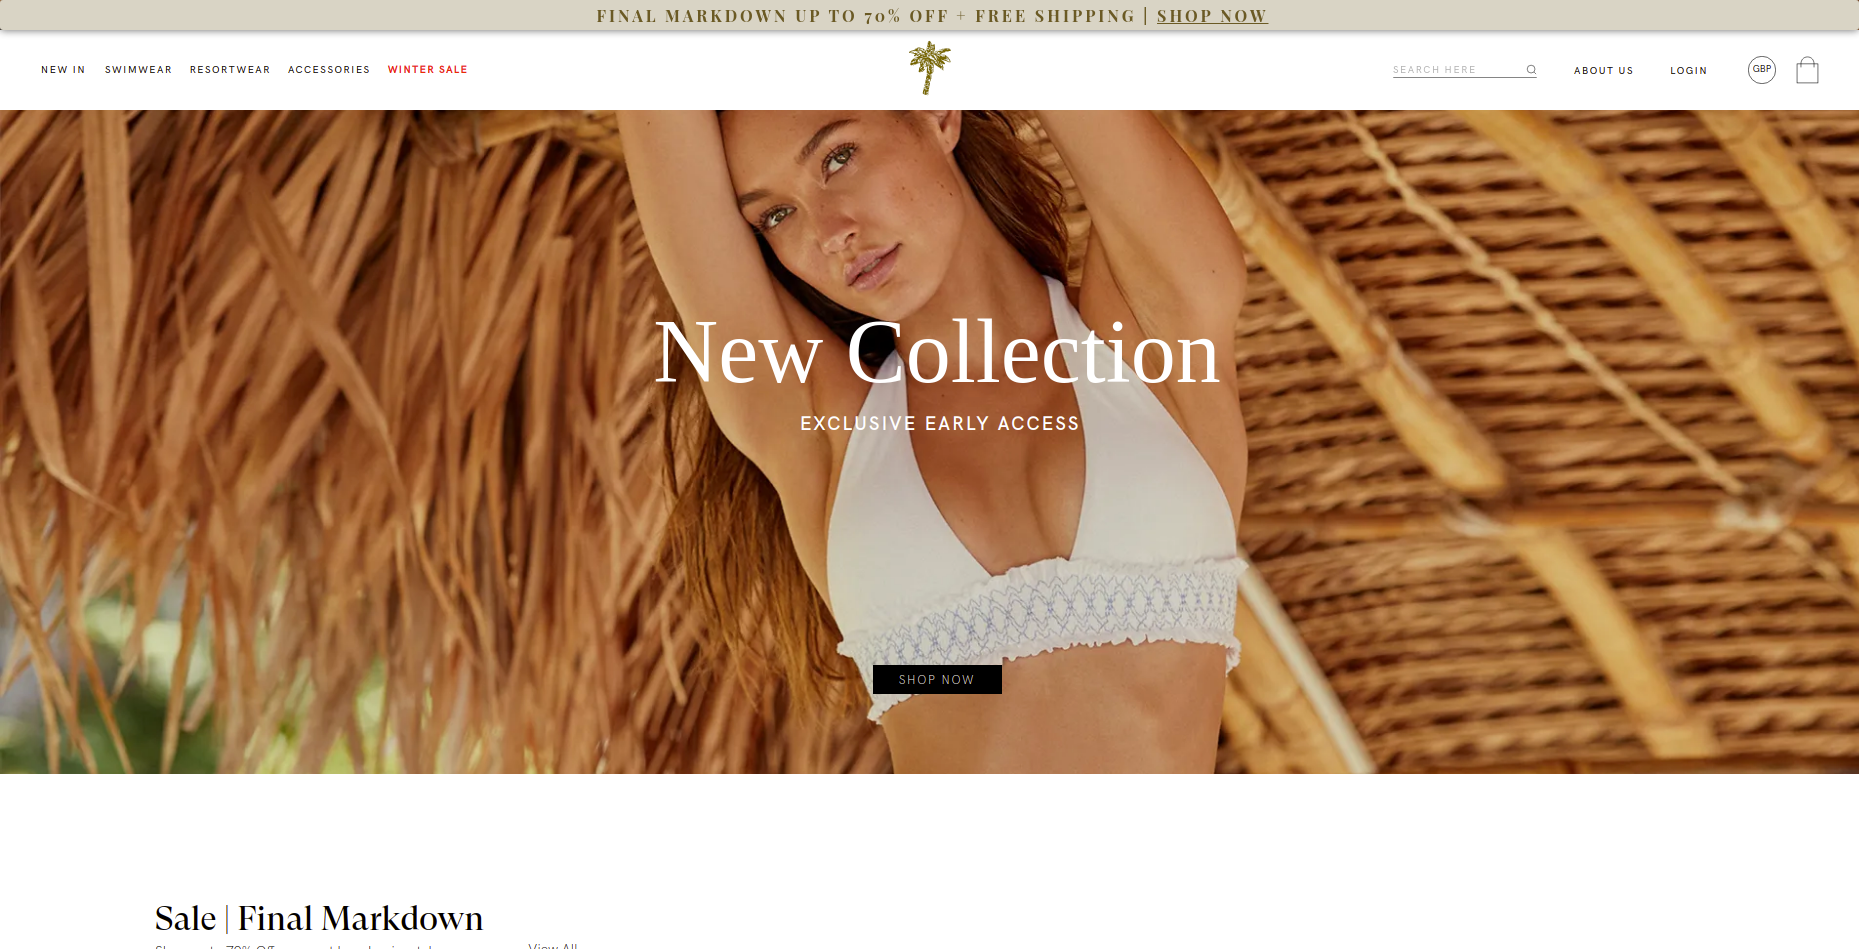 FINAL MARKDOWN UP TO 70% OFF + FREE SHIPPING | SHOP NOW
NEW IN SWIMWEAR RESORTWEAR ACCESSORIES WINTER SALE
SEARCH HERE ABOUT US LOGIN GBP
New Collection
EXCLUSIVE EARLY ACCESS
SHOP NOW
Sale | Final Markdown
View All